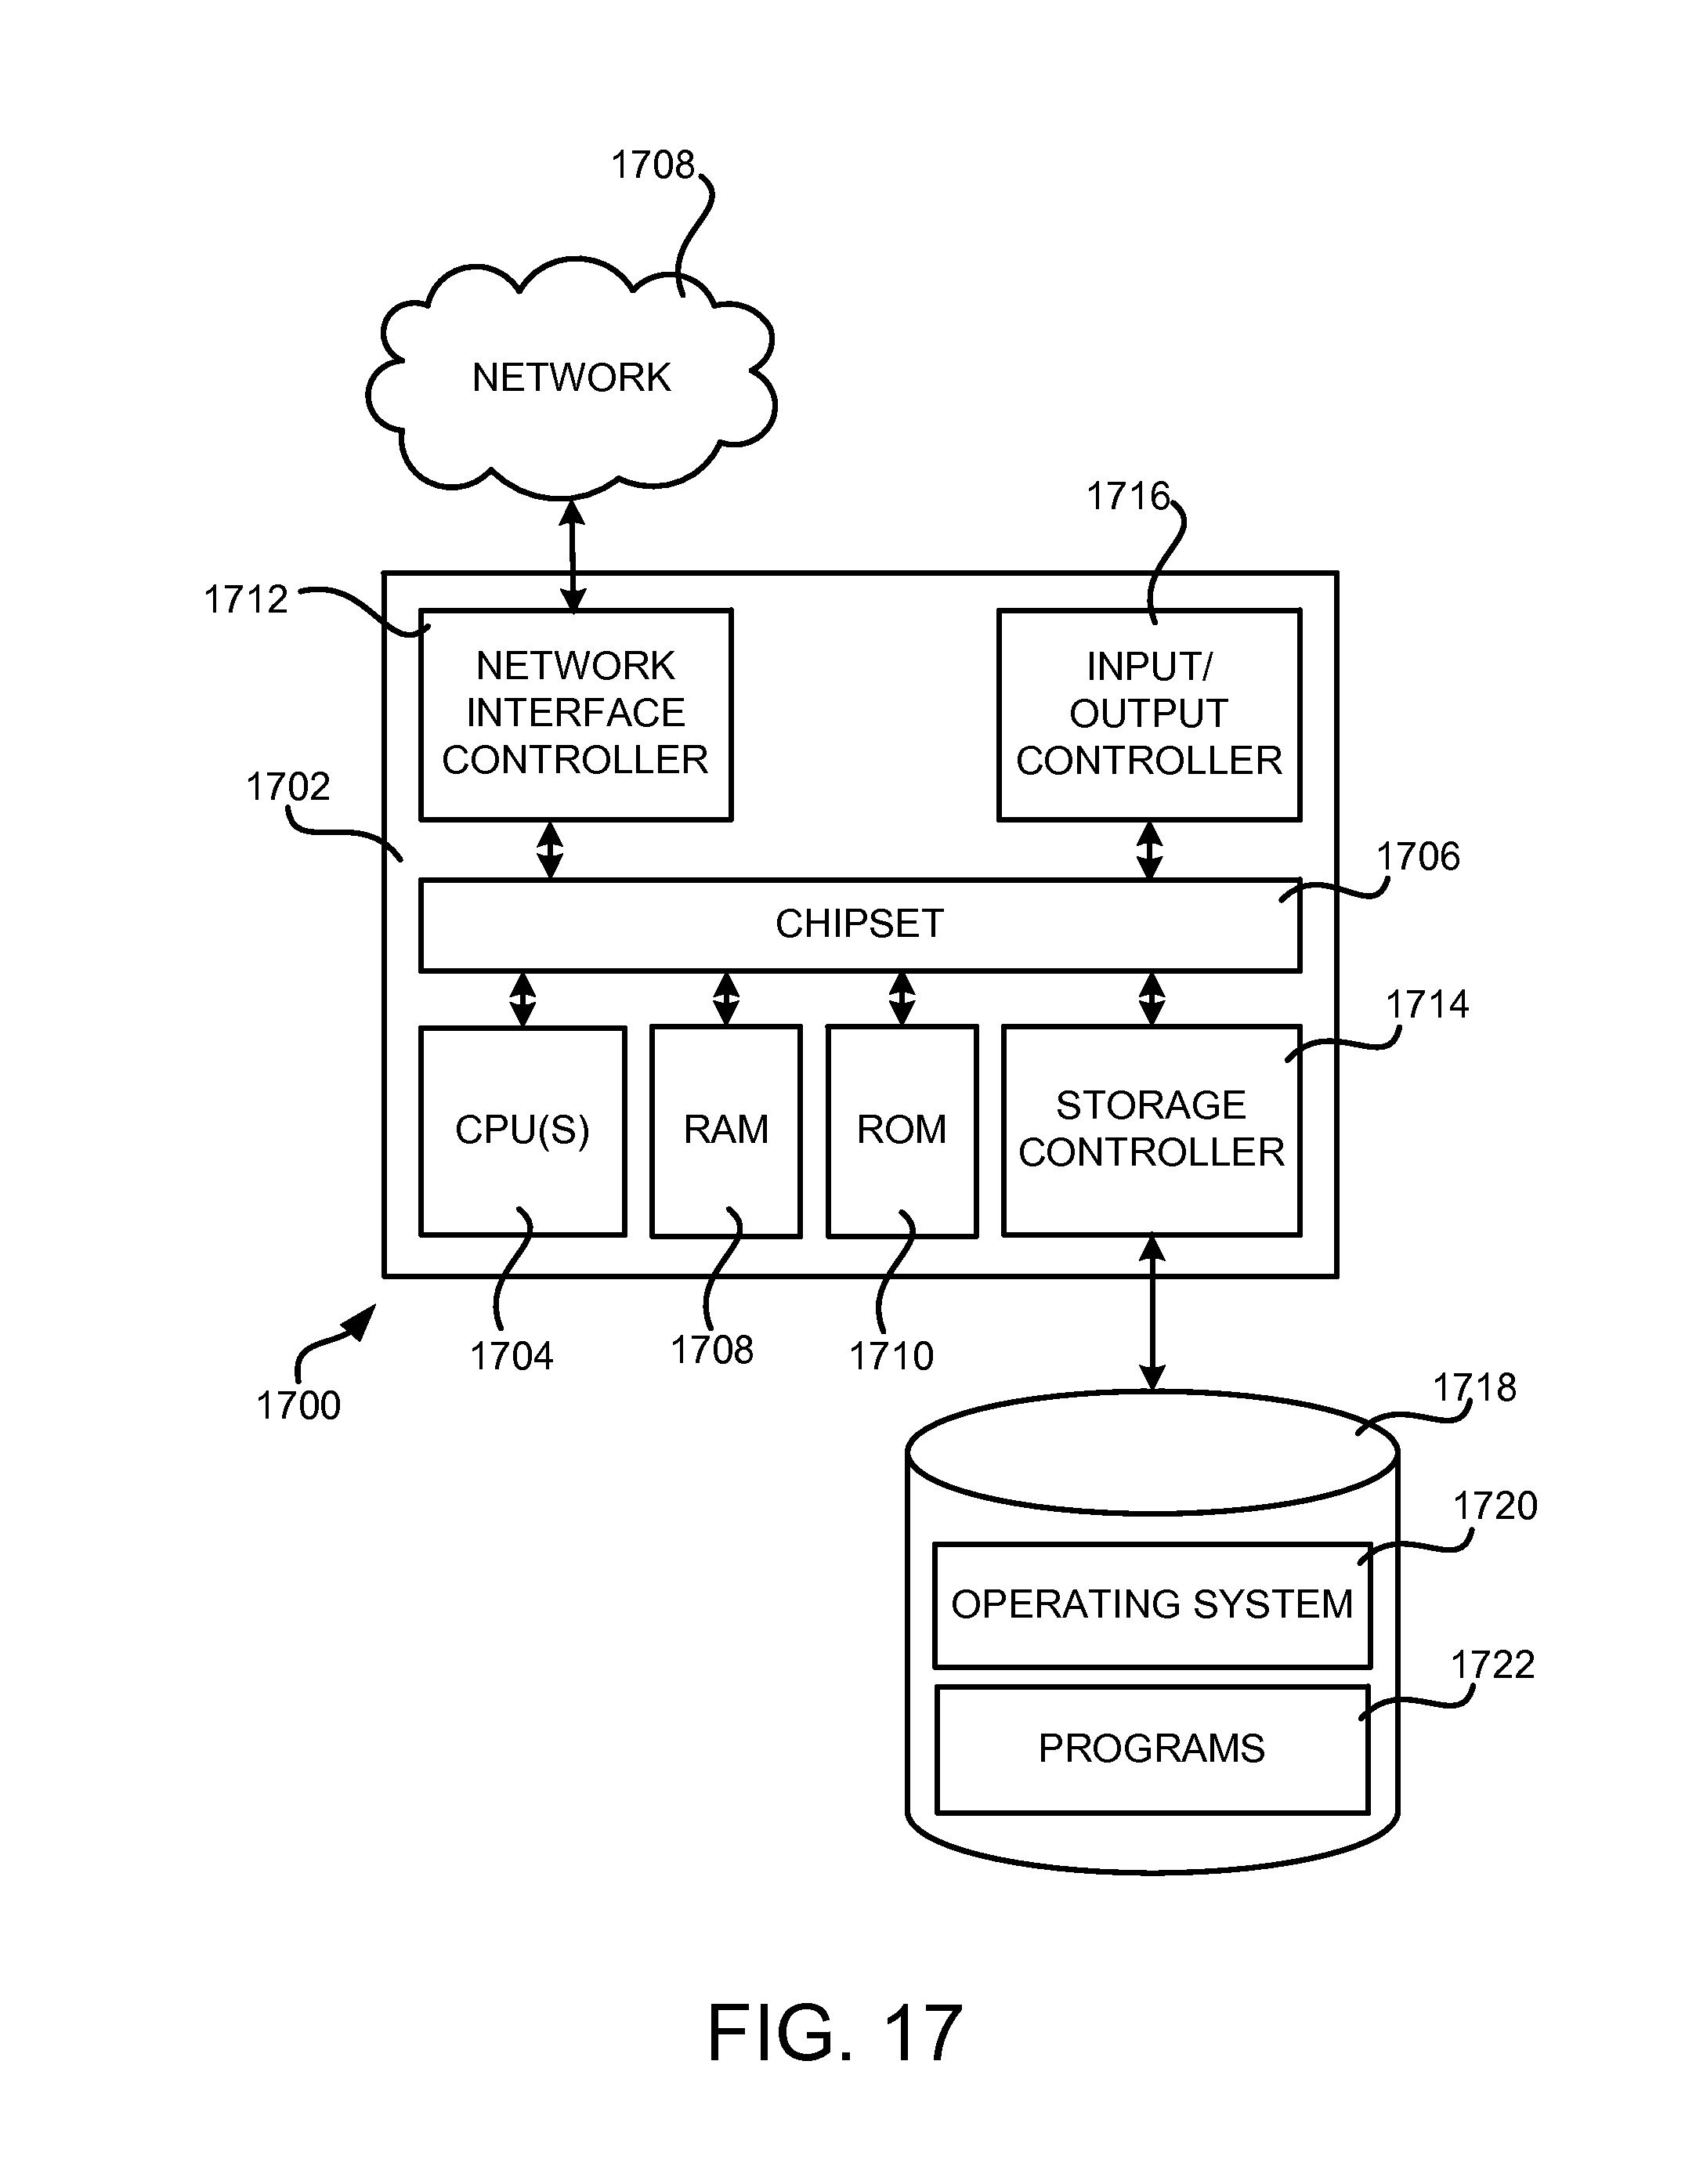 1708
NETWORK
1716
1712
NETWORK
INTERFACE
CONTROLLER
INPUT/
OUTPUT
CONTROLLER
1702
1706
CHIPSET
1714
CPU(S)
RAM
ROM
STORAGE
CONTROLLER
1704
1708
1710
1700
1718
1720
OPERATING SYSTEM
1722
PROGRAMS
FIG. 17